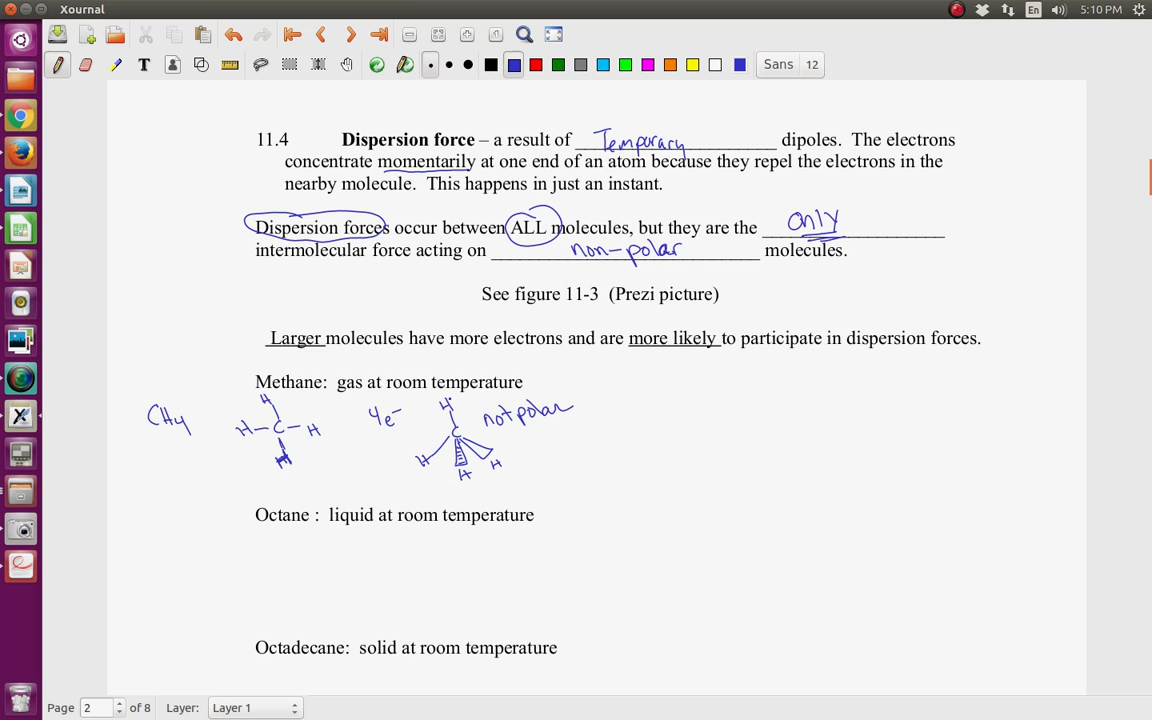 Xournal
En
5:10 PM
T
Sans 12
11.4 Dispersion force – a result of Temporary dipoles. The electrons
concentrate momentarily at one end of an atom because they repel the electrons in the
nearby molecule. This happens in just an instant.
Dispersion forces occur between ALL molecules, but they are the only
intermolecular force acting on non-polar molecules.
See figure 11-3 (Prezi picture)
Larger molecules have more electrons and are more likely to participate in dispersion forces.
Methane: gas at room temperature
H H
CH4 H-C-H 4e- C not polar
H H H H
Octane : liquid at room temperature
Octadecane: solid at room temperature
Page 2 of 8 Layer: Layer 1